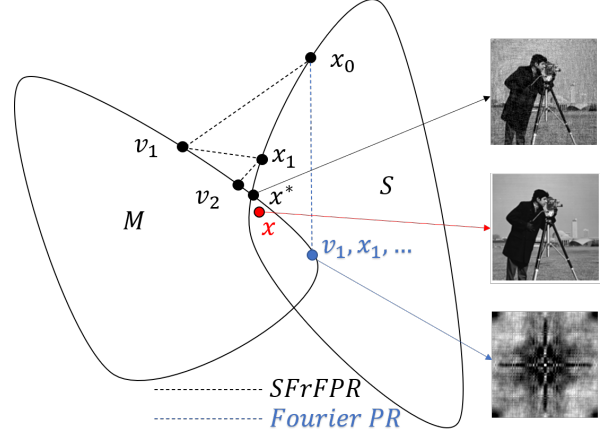 x₀
v₁
x₁
v₂
x*
S
M
x
v₁, x₁, ...
SFrFPR
Fourier PR